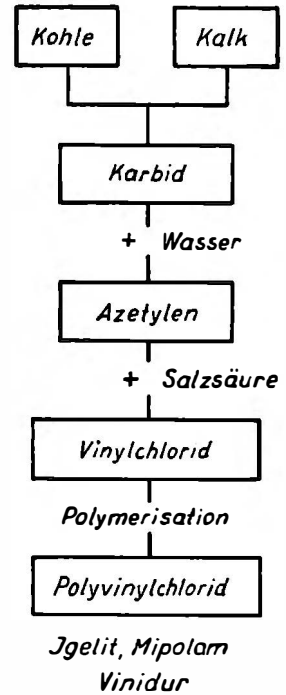 Kohle Kalk
Karbid
+ Wasser
Azetylen
+ Salzsäure
Vinylchlorid
Polymerisation
Polyvinylchlorid
Jgelit, Mipolam
Vinidur